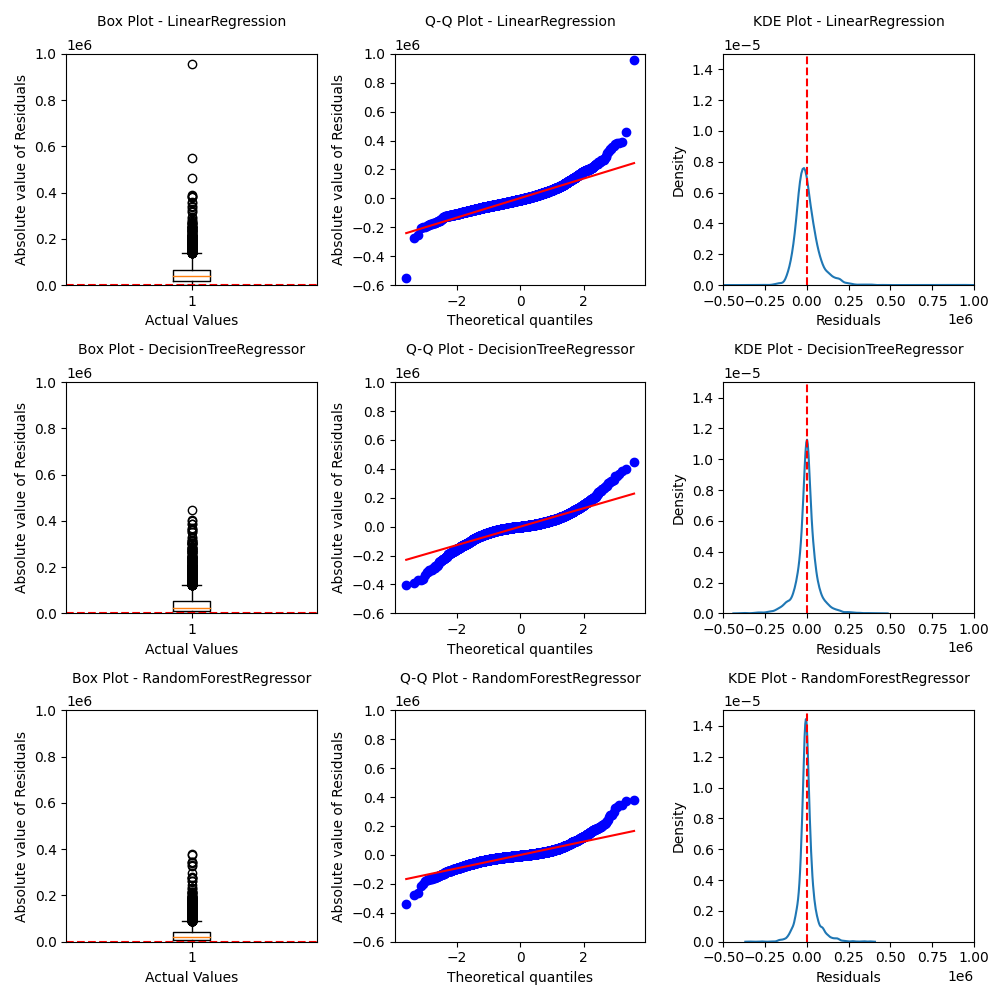 Box Plot - LinearRegression
1e6
Absolute value of Residuals
1.0
0.8
0.6
0.4
0.2
0.0
1
Actual Values
Q-Q Plot - LinearRegression
1e6
Absolute value of Residuals
1.0
0.8
0.6
0.4
0.2
0.0
−0.2
−0.4
−0.6
−2 0 2
Theoretical quantiles
KDE Plot - LinearRegression
1e−5
Density
1.4
1.2
1.0
0.8
0.6
0.4
0.2
0.0
−0.50 −0.25 0.00 0.25 0.50 0.75 1.00
Residuals
1e6
Box Plot - DecisionTreeRegressor
1e6
Absolute value of Residuals
1.0
0.8
0.6
0.4
0.2
0.0
1
Actual Values
Q-Q Plot - DecisionTreeRegressor
1e6
Absolute value of Residuals
1.0
0.8
0.6
0.4
0.2
0.0
−0.2
−0.4
−0.6
−2 0 2
Theoretical quantiles
KDE Plot - DecisionTreeRegressor
1e−5
Density
1.4
1.2
1.0
0.8
0.6
0.4
0.2
0.0
−0.50 −0.25 0.00 0.25 0.50 0.75 1.00
Residuals
1e6
Box Plot - RandomForestRegressor
1e6
Absolute value of Residuals
1.0
0.8
0.6
0.4
0.2
0.0
1
Actual Values
Q-Q Plot - RandomForestRegressor
1e6
Absolute value of Residuals
1.0
0.8
0.6
0.4
0.2
0.0
−0.2
−0.4
−0.6
−2 0 2
Theoretical quantiles
KDE Plot - RandomForestRegressor
1e−5
Density
1.4
1.2
1.0
0.8
0.6
0.4
0.2
0.0
−0.50 −0.25 0.00 0.25 0.50 0.75 1.00
Residuals
1e6